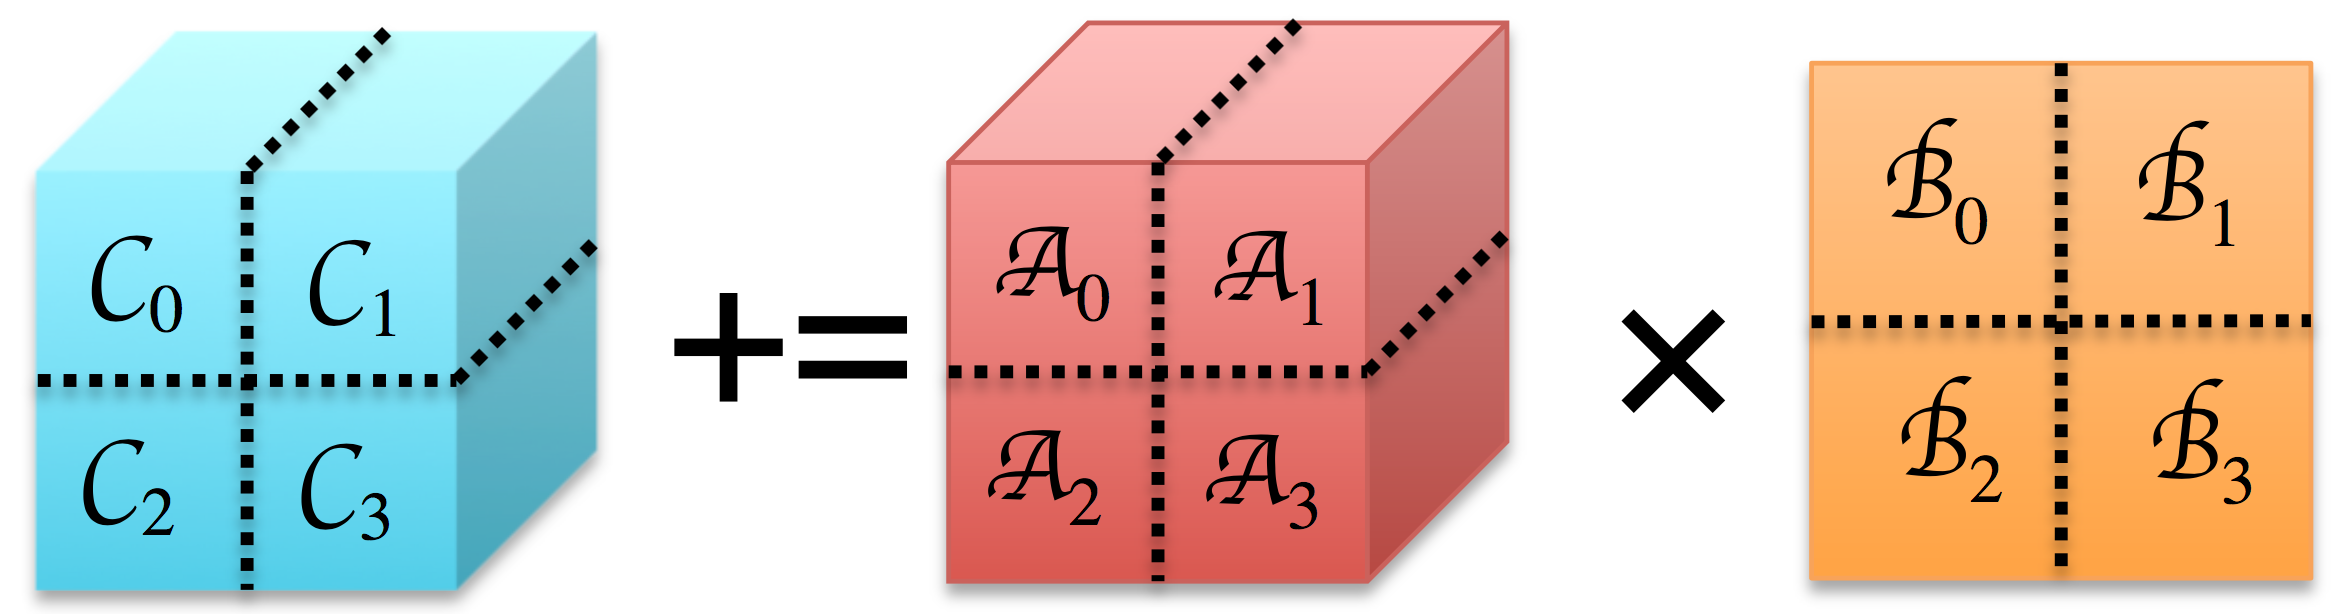 C0 C1 += A0 A1 × B0 B1
C2 C3 A2 A3 B2 B3